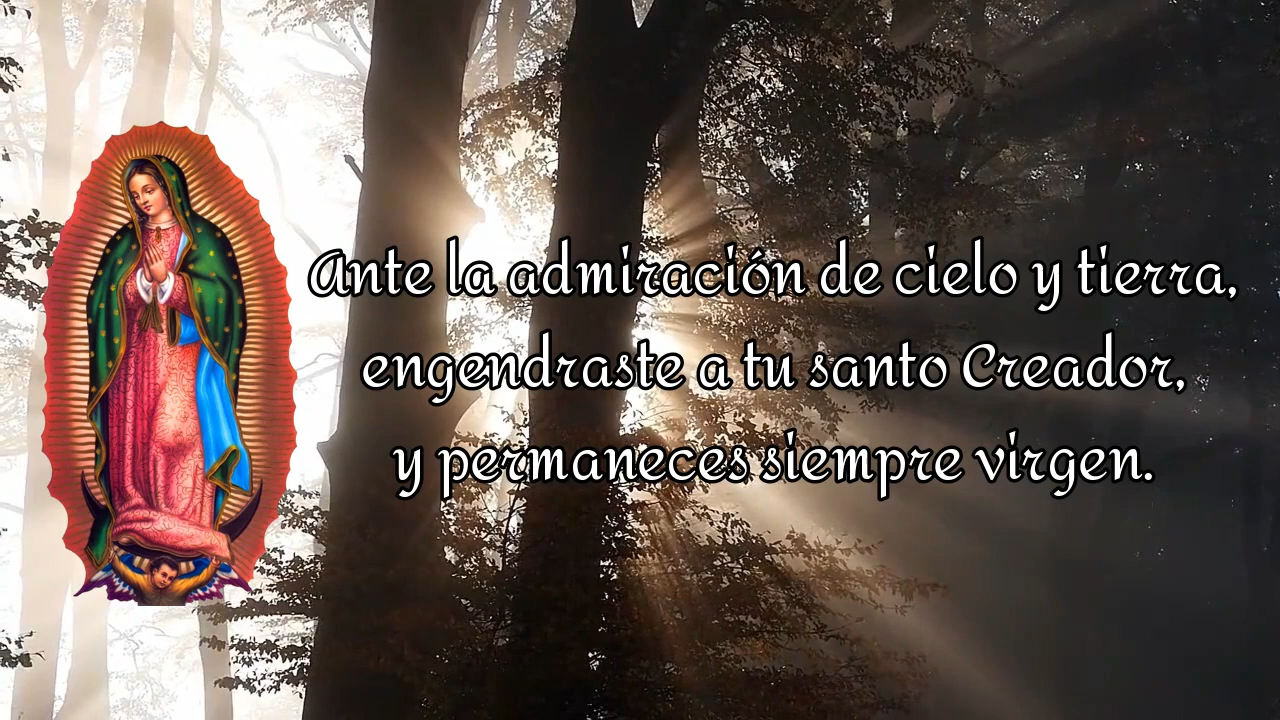 Ante la admiración de cielo y tierra,
engendraste a tu santo Creador,
y permaneces siempre virgen.